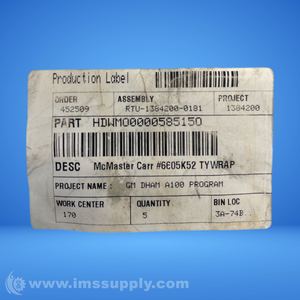 Production Label
ORDER ASSEMBLY PROJECT
452509 RTU-1384200-0181 1384200
PART HDWMO000058515O
DESC McMaster Carr #6E05K52 TYWRAP
PROJECT NAME: GM DHAM A100 PROGRAM
WORK CENTER QUANTITY BIN LOC
170 5 3A-74B
© www.imssupply.com